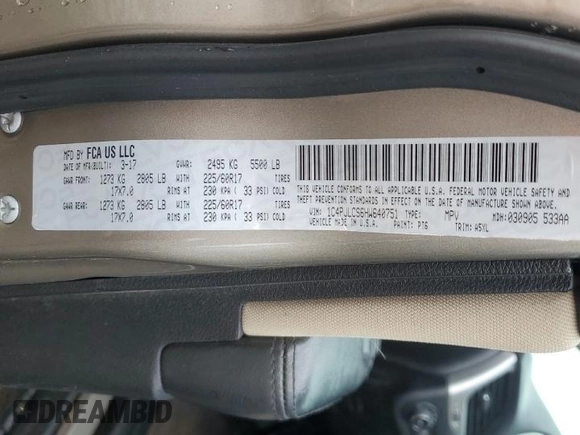 MFD BY FCA US LLC
DATE OF MFR(BUILT): 3-17 GVWR: 2495 KG 5500 LB
GAWR FRONT: 1273 KG 2805 LB WITH 225/60R17 TIRES
17X7.0 RIMS AT 230 KPA ( 33 PSI) COLD
GAWR REAR: 1273 KG 2805 LB WITH 225/60R17 TIRES
17X7.0 RIMS AT 230 KPA ( 33 PSI) COLD
THIS VEHICLE CONFORMS TO ALL APPLICABLE U.S.A. FEDERAL MOTOR VEHICLE SAFETY AND
THEFT PREVENTION STANDARDS IN EFFECT ON THE DATE OF MANUFACTURE SHOWN ABOVE.
VIN: 1C4PJLCS6HW640751 TYPE: MPV MDH:030905 533AA
VEHICLE MADE IN U.S.A. PAINT: PTG TRIM: A5XL
DREAMBID